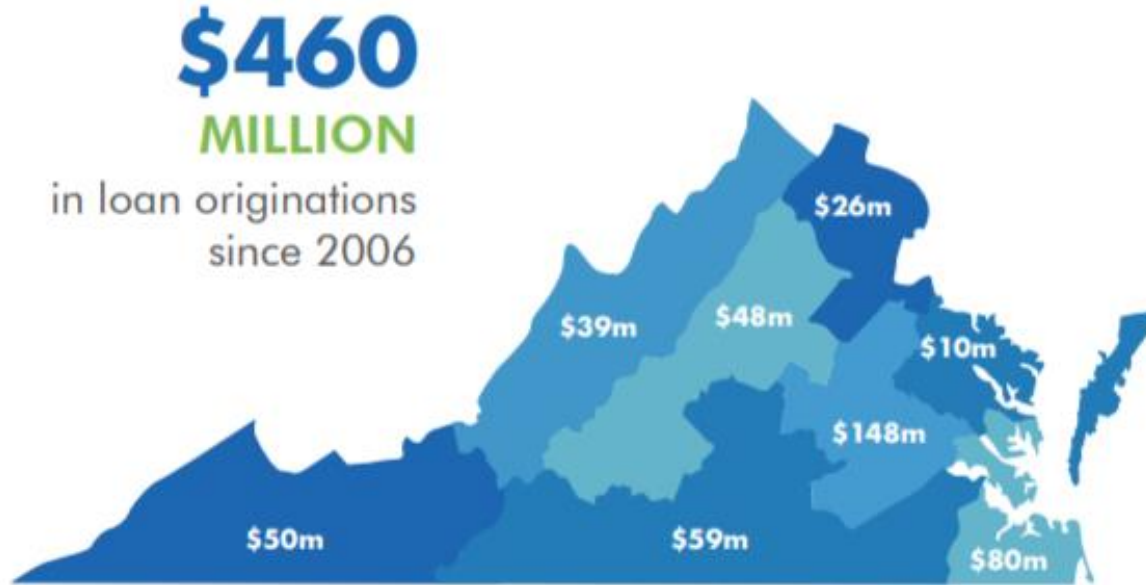 $460
MILLION
in loan originations
since 2006
$26m
$39m
$48m
$10m
$148m
$50m
$59m
$80m